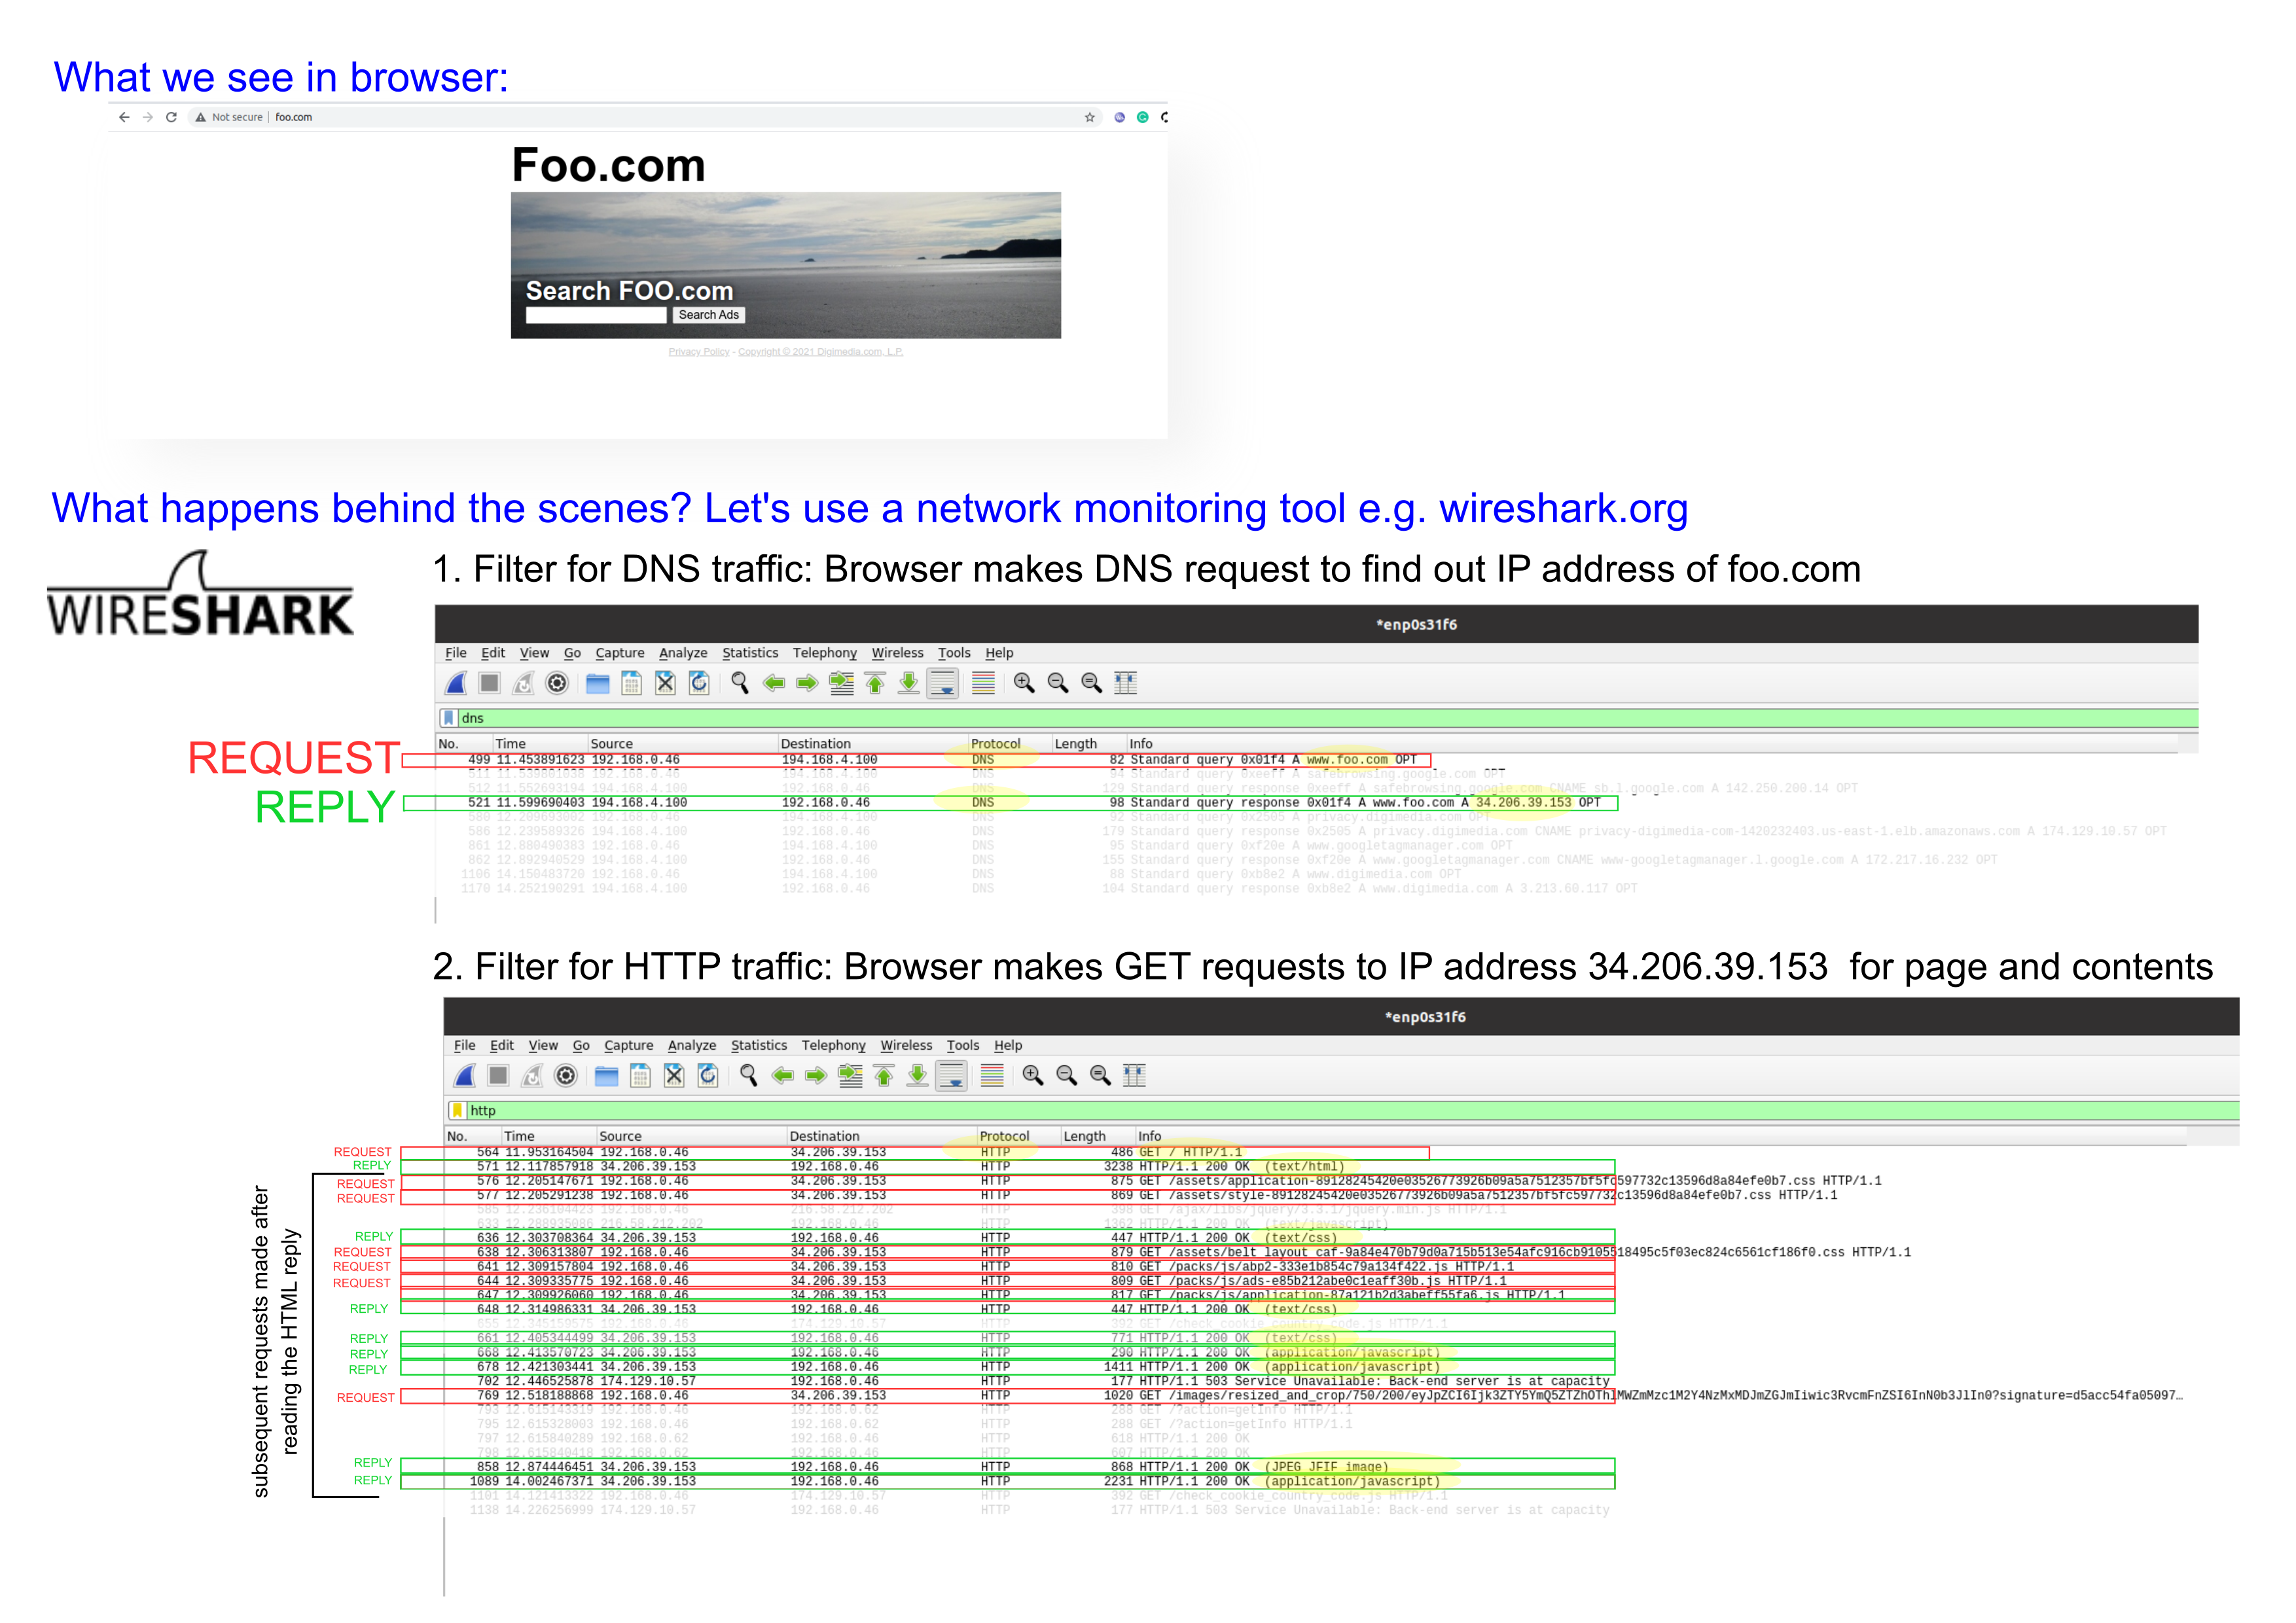 What we see in browser:
Not secure | foo.com
Foo.com
Search FOO.com
Search Ads
Privacy Policy - Copyright © 2021 Digimedia.com, L.P.
What happens behind the scenes? Let's use a network monitoring tool e.g. wireshark.org
WIRESHARK
1. Filter for DNS traffic: Browser makes DNS request to find out IP address of foo.com
*enp0s31f6
File Edit View Go Capture Analyze Statistics Telephony Wireless Tools Help
dns
No. Time Source Destination Protocol Length Info
REQUEST
499 11.453891623 192.168.0.46 194.168.4.100 DNS 82 Standard query 0x01f4 A www.foo.com OPT
194.168.4.100 DNS 94 Standard query 0xeeff A safebrowsing.google.com OPT
512 11.552693194 194.168.4.100 192.168.0.46 DNS 129 Standard query response 0xeeff A safebrowsing.google.com CNAME sb.l.google.com A 142.250.200.14 OPT
REPLY
521 11.599690403 194.168.4.100 192.168.0.46 DNS 98 Standard query response 0x01f4 A www.foo.com A 34.206.39.153 OPT
580 12.209693002 192.168.0.46 194.168.4.100 DNS 92 Standard query 0x2505 A privacy.digimedia.com OPT
586 12.239589326 194.168.4.100 192.168.0.46 DNS 179 Standard query response 0x2505 A privacy.digimedia.com CNAME privacy-digimedia-com-1420232403.us-east-1.elb.amazonaws.com A 174.129.10.57 OPT
861 12.880490383 192.168.0.46 194.168.4.100 DNS 95 Standard query 0xf20e A www.googletagmanager.com OPT
862 12.892940529 194.168.4.100 192.168.0.46 DNS 155 Standard query response 0xf20e A www.googletagmanager.com CNAME www-googletagmanager.l.google.com A 172.217.16.232 OPT
1106 14.150483720 192.168.0.46 194.168.4.100 DNS 88 Standard query 0xb8e2 A www.digimedia.com OPT
1170 14.252190291 194.168.4.100 192.168.0.46 DNS 104 Standard query response 0xb8e2 A www.digimedia.com A 3.213.60.117 OPT
2. Filter for HTTP traffic: Browser makes GET requests to IP address 34.206.39.153 for page and contents
*enp0s31f6
File Edit View Go Capture Analyze Statistics Telephony Wireless Tools Help
http
No. Time Source Destination Protocol Length Info
REQUEST 564 11.953164504 192.168.0.46 34.206.39.153 HTTP 486 GET / HTTP/1.1
REPLY 571 12.117857918 34.206.39.153 192.168.0.46 HTTP 3238 HTTP/1.1 200 OK (text/html)
subsequent requests made after
reading the HTML reply
REQUEST 576 12.205147671 192.168.0.46 34.206.39.153 HTTP 875 GET /assets/application-89128245420e03526773926b09a5a7512357bf5fc597732c13596d8a84efe0b7.css HTTP/1.1
REQUEST 577 12.205291238 192.168.0.46 34.206.39.153 HTTP 869 GET /assets/style-89128245420e03526773926b09a5a7512357bf5fc597732c13596d8a84efe0b7.css HTTP/1.1
585 12.236104423 192.168.0.46 216.58.212.202 HTTP 398 GET /ajax/libs/jquery/3.3.1/jquery.min.js HTTP/1.1
633 12.288935086 216.58.212.202 192.168.0.46 HTTP 1362 HTTP/1.1 200 OK (text/javascript)
REPLY 636 12.303708364 34.206.39.153 192.168.0.46 HTTP 447 HTTP/1.1 200 OK (text/css)
REQUEST 638 12.306313807 192.168.0.46 34.206.39.153 HTTP 879 GET /assets/belt_layout_caf-9a84e470b79d0a715b513e54afc916cb9105518495c5f03ec824c6561cf186f0.css HTTP/1.1
REQUEST 641 12.309157804 192.168.0.46 34.206.39.153 HTTP 810 GET /packs/js/abp2-333e1b854c79a134f422.js HTTP/1.1
REQUEST 644 12.309335775 192.168.0.46 34.206.39.153 HTTP 809 GET /packs/js/ads-e85b212abe0c1eaff30b.js HTTP/1.1
647 12.309926060 192.168.0.46 34.206.39.153 HTTP 817 GET /packs/js/application-87a121b2d3abeff55fa6.js HTTP/1.1
REPLY 648 12.314986331 34.206.39.153 192.168.0.46 HTTP 447 HTTP/1.1 200 OK (text/css)
655 12.345159575 192.168.0.46 174.129.10.57 HTTP 392 GET /check_cookie_country_code.js HTTP/1.1
REPLY 661 12.405344499 34.206.39.153 192.168.0.46 HTTP 771 HTTP/1.1 200 OK (text/css)
REPLY 668 12.413570723 34.206.39.153 192.168.0.46 HTTP 290 HTTP/1.1 200 OK (application/javascript)
REPLY 678 12.421303441 34.206.39.153 192.168.0.46 HTTP 1411 HTTP/1.1 200 OK (application/javascript)
702 12.446525878 174.129.10.57 192.168.0.46 HTTP 177 HTTP/1.1 503 Service Unavailable: Back-end server is at capacity
REQUEST 769 12.518188868 192.168.0.46 34.206.39.153 HTTP 1020 GET
793 192.168.0.46 192.168.0.62 HTTP 288 GET /?action=getInfo HTTP/1.1
795 12.615328003 192.168.0.46 192.168.0.62 HTTP 288 GET /?action=getInfo HTTP/1.1
797 12.615840289 192.168.0.62 192.168.0.46 HTTP 618 HTTP/1.1 200 OK
798 12.615840418 192.168.0.62 192.168.0.46 HTTP 607 HTTP/1.1 200 OK
REPLY 858 12.874446451 34.206.39.153 192.168.0.46 HTTP 868 HTTP/1.1 200 OK (JPEG JFIF image)
REPLY 1089 14.002467371 34.206.39.153 192.168.0.46 HTTP 2231 HTTP/1.1 200 OK (application/javascript)
1101 14.121413322 192.168.0.46 174.129.10.57 HTTP 392 GET /check_cookie_country_code.js HTTP/1.1
1138 14.226256999 174.129.10.57 192.168.0.46 HTTP 177 HTTP/1.1 503 Service Unavailable: Back-end server is at capacity